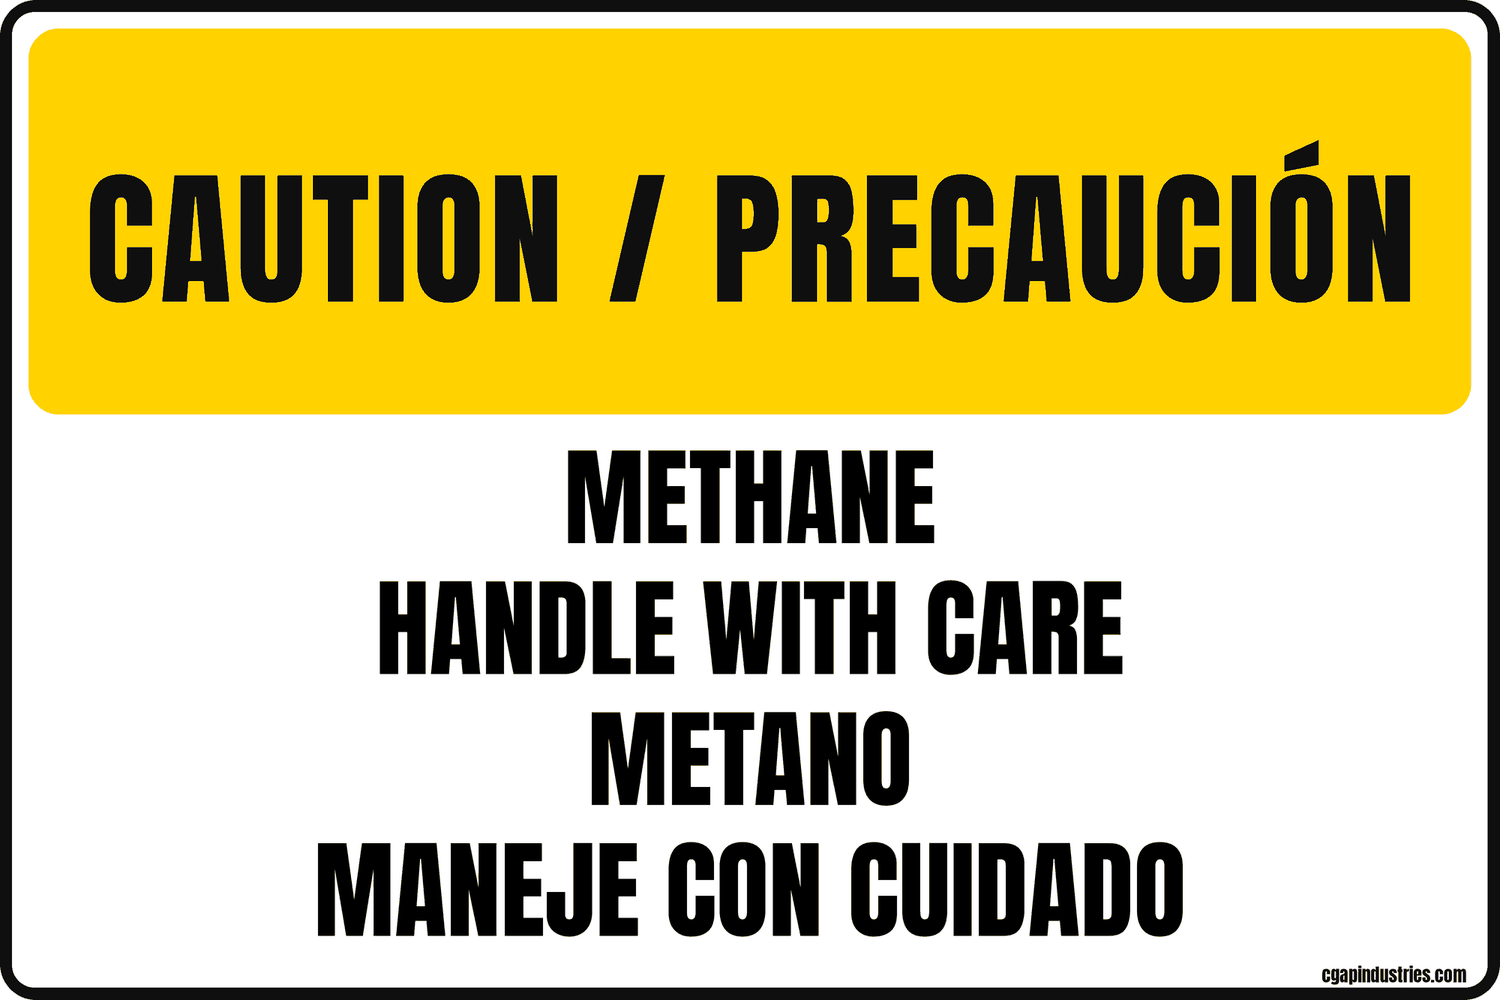 CAUTION / PRECAUCIÓN
METHANE
HANDLE WITH CARE
METANO
MANEJE CON CUIDADO
cgapindustries.com